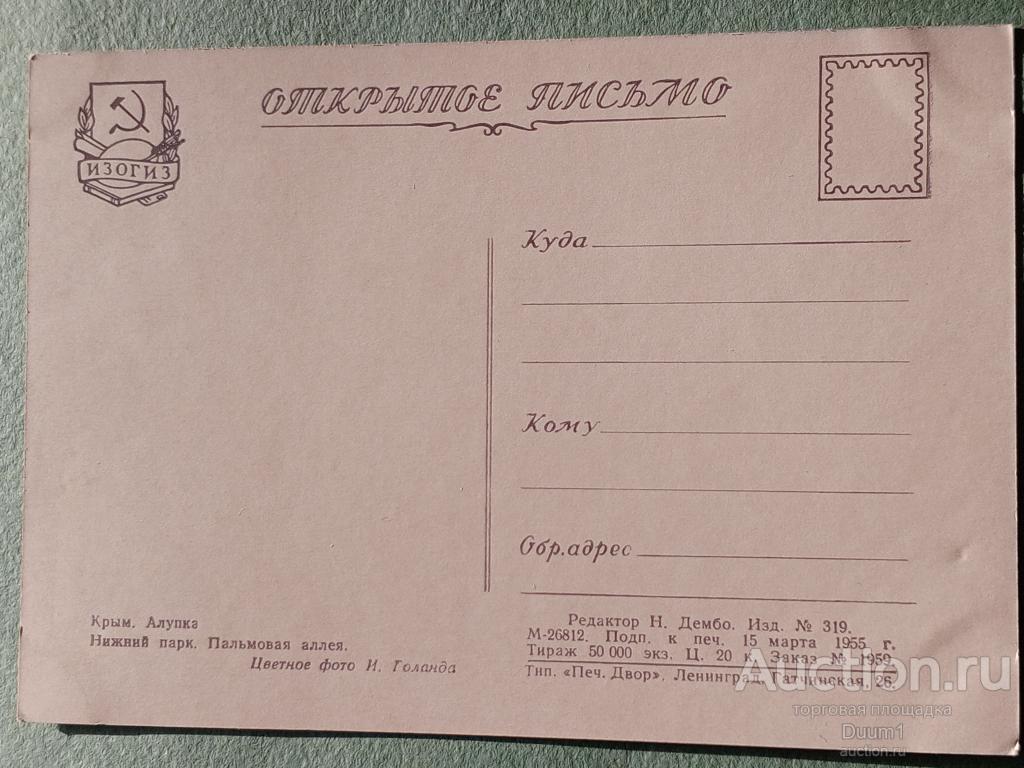 ОТКРЫТОЕ ПИСЬМО
ИЗОГИЗ
Куда
Кому
Обр. адрес
Крым. Алупка
Нижний парк. Пальмовая аллея.
Цветное фото И. Голанда
Редактор Н. Дембо. Изд. № 319.
М-26812. Подп. к печ. 15 марта 1955 г.
Тираж 50 000 экз. Ц. 20 к. Заказ № 1959.
Тип. «Печ. Двор», Ленинград, Гатчинская, 26.
Auction.ru
торговая площадка
Duum1
auction.ru